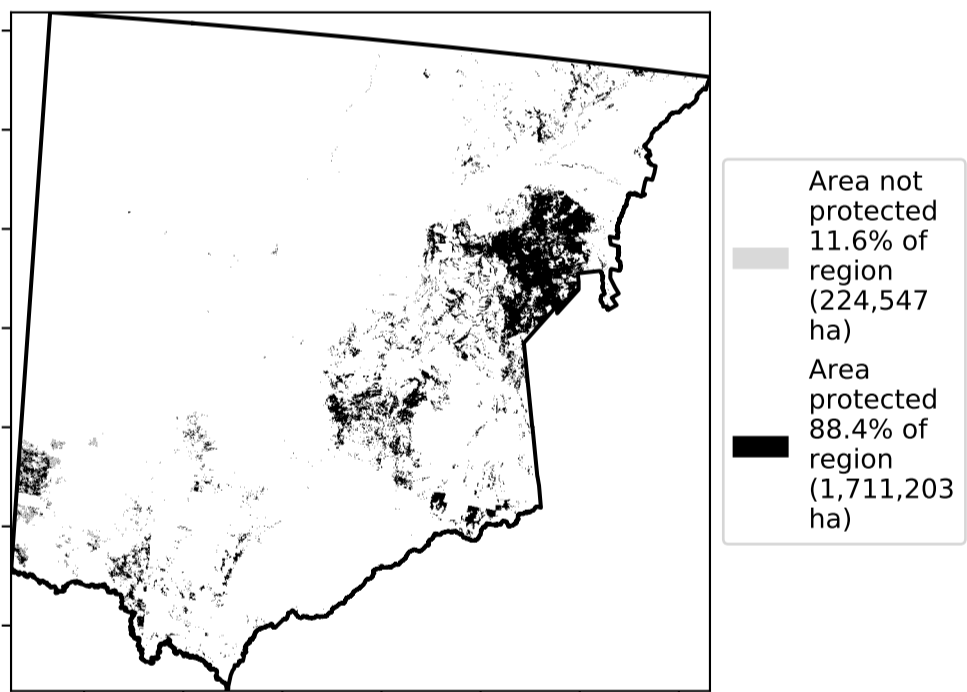 Area not
protected
11.6% of
region
(224,547
ha)
Area
protected
88.4% of
region
(1,711,203
ha)